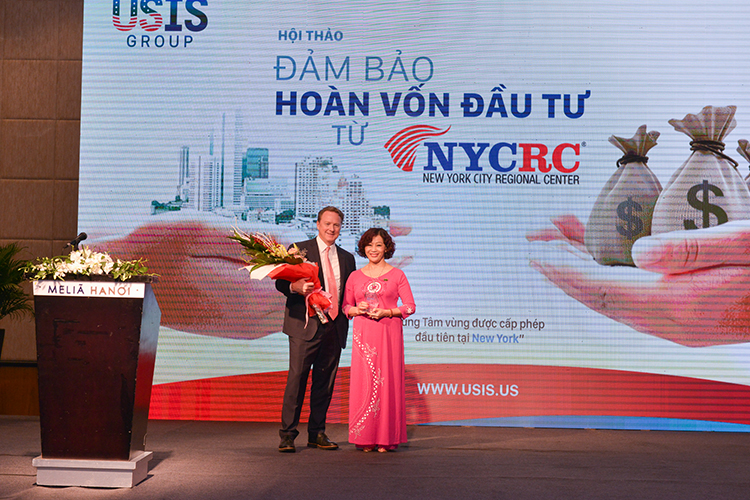 USIS
GROUP
HỘI THẢO
ĐẢM BẢO
HOÀN VỐN ĐẦU TƯ
TỪ
NYCRC
NEW YORK CITY REGIONAL CENTER
$
$
Tâm vùng được cấp phép
đầu tiên tại New York"
WWW.USIS.US
MELIÃ HANOI